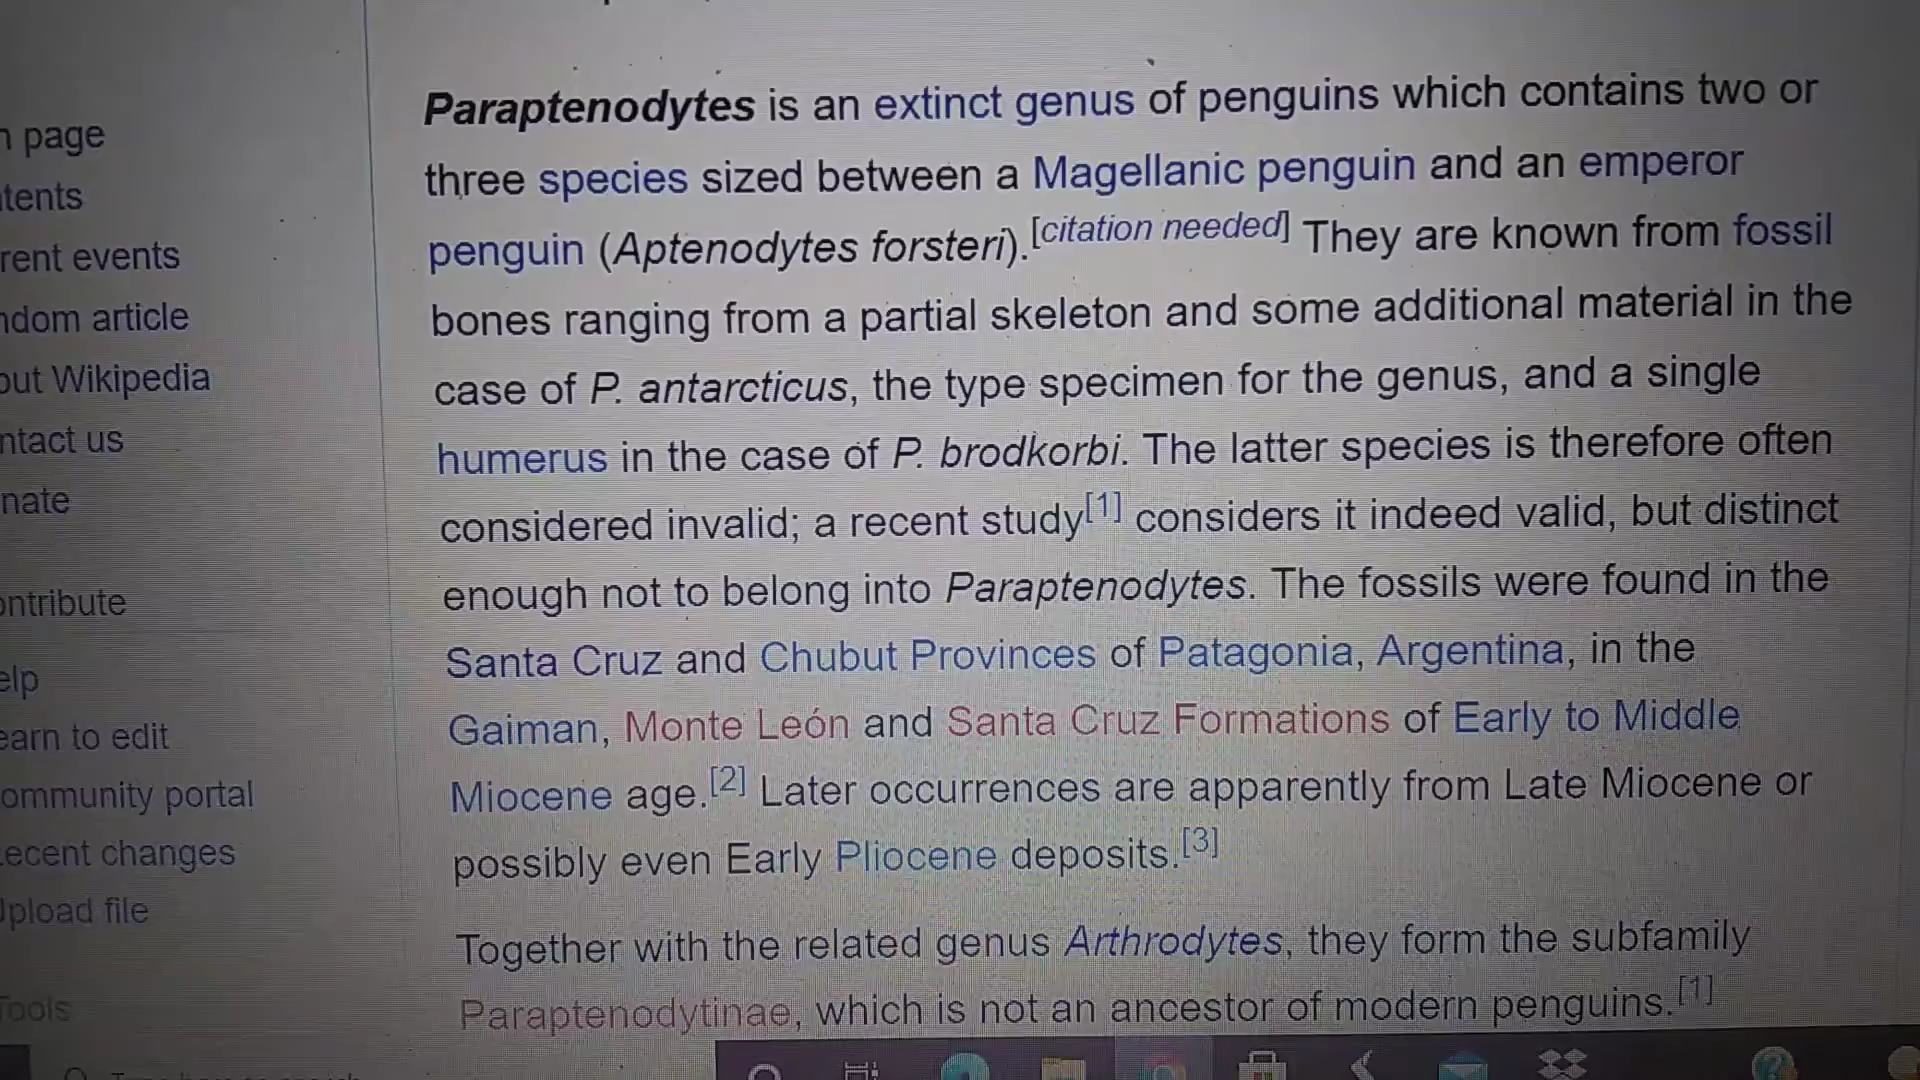 page
tents
rent events
ndom article
out Wikipedia
ntact us
nate
ontribute
elp
earn to edit
ommunity portal
ecent changes
Upload file
Tools
Paraptenodytes is an extinct genus of penguins which contains two or
three species sized between a Magellanic penguin and an emperor
penguin (Aptenodytes forsteri).[citation needed] They are known from fossil
bones ranging from a partial skeleton and some additional material in the
case of P. antarcticus, the type specimen for the genus, and a single
humerus in the case of P. brodkorbi. The latter species is therefore often
considered invalid; a recent study[1] considers it indeed valid, but distinct
enough not to belong into Paraptenodytes. The fossils were found in the
Santa Cruz and Chubut Provinces of Patagonia, Argentina, in the
Gaiman, Monte León and Santa Cruz Formations of Early to Middle
Miocene age.[2] Later occurrences are apparently from Late Miocene or
possibly even Early Pliocene deposits.[3]
Together with the related genus Arthrodytes, they form the subfamily
Paraptenodytinae, which is not an ancestor of modern penguins.[1]